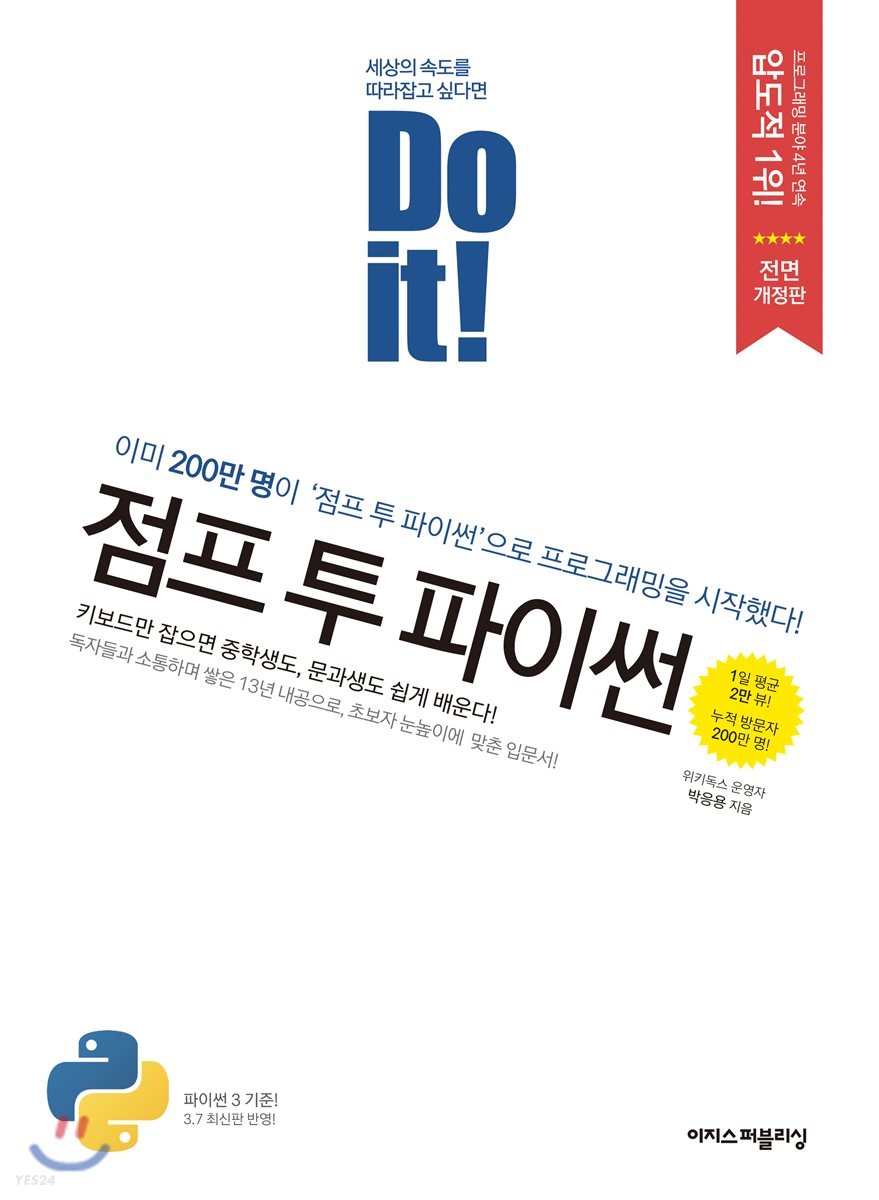 세상의 속도를
따라잡고 싶다면
Do
it!
프로그래밍 분야 4년 연속
압도적 1위!
★★★★
전면
개정판
이미 200만 명이 ‘점프 투 파이썬’으로 프로그래밍을 시작했다!
점프 투 파이썬
키보드만 잡으면 중학생도, 문과생도 쉽게 배운다!
독자들과 소통하며 쌓은 13년 내공으로, 초보자 눈높이에 맞춘 입문서!
1일 평균
2만 뷰!
누적 방문자
200만 명!
위키독스 운영자
박응용 지음
파이썬 3 기준!
3.7 최신판 반영!
이지스퍼블리싱
YES24